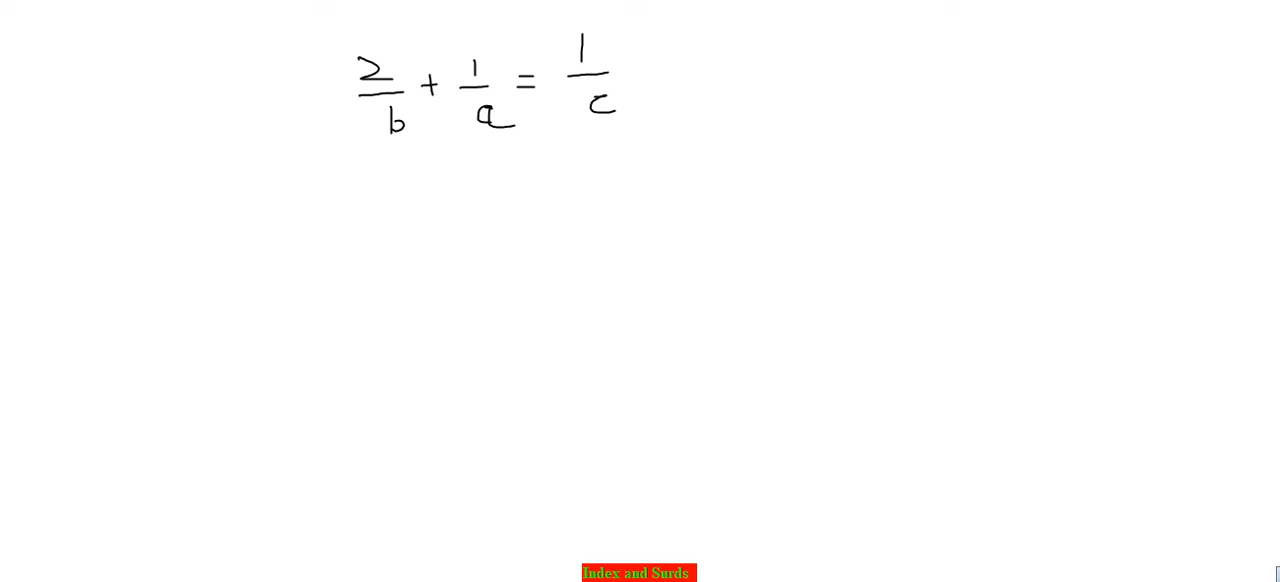 2/b + 1/a = 1/c
Index and Surds